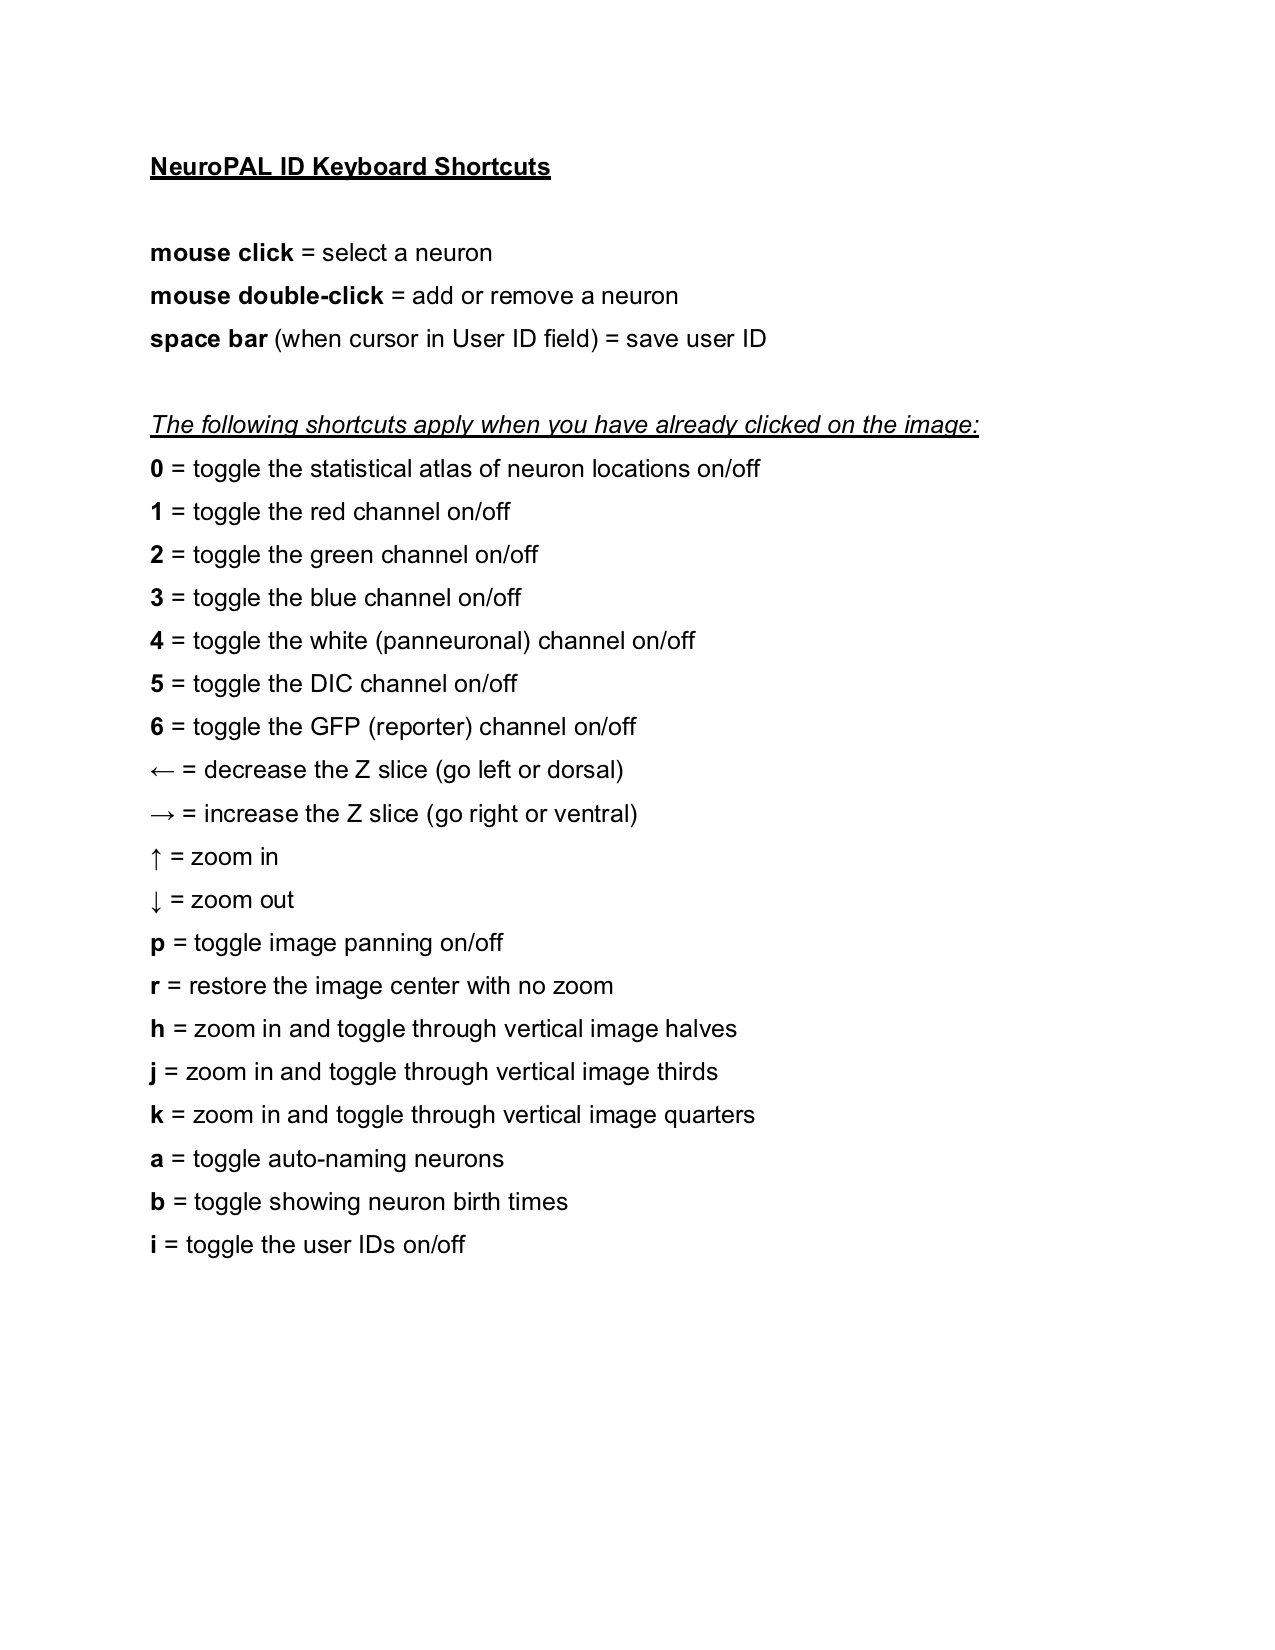 NeuroPAL ID Keyboard Shortcuts
mouse click = select a neuron
mouse double-click = add or remove a neuron
space bar (when cursor in User ID field) = save user ID
The following shortcuts apply when you have already clicked on the image:
0 = toggle the statistical atlas of neuron locations on/off
1 = toggle the red channel on/off
2 = toggle the green channel on/off
3 = toggle the blue channel on/off
4 = toggle the white (panneuronal) channel on/off
5 = toggle the DIC channel on/off
6 = toggle the GFP (reporter) channel on/off
← = decrease the Z slice (go left or dorsal)
→ = increase the Z slice (go right or ventral)
↑ = zoom in
↓ = zoom out
p = toggle image panning on/off
r = restore the image center with no zoom
h = zoom in and toggle through vertical image halves
j = zoom in and toggle through vertical image thirds
k = zoom in and toggle through vertical image quarters
a = toggle auto-naming neurons
b = toggle showing neuron birth times
i = toggle the user IDs on/off